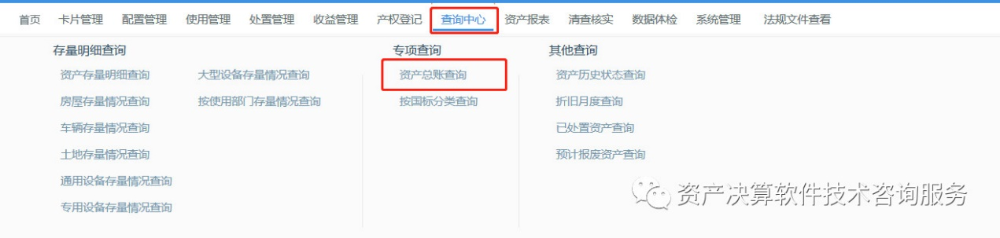 首页 卡片管理 配置管理 使用管理 处置管理 收益管理 产权登记 查询中心 资产报表 清查核实 数据体检 系统管理 法规文件查看
存量明细查询 专项查询 其他查询
资产存量明细查询 大型设备存量情况查询 资产总账查询 资产历史状态查询
房屋存量情况查询 按使用部门存量情况查询 按国标分类查询 折旧月度查询
车辆存量情况查询 已处置资产查询
土地存量情况查询 预计报废资产查询
通用设备存量情况查询
专用设备存量情况查询
资产决算软件技术咨询服务